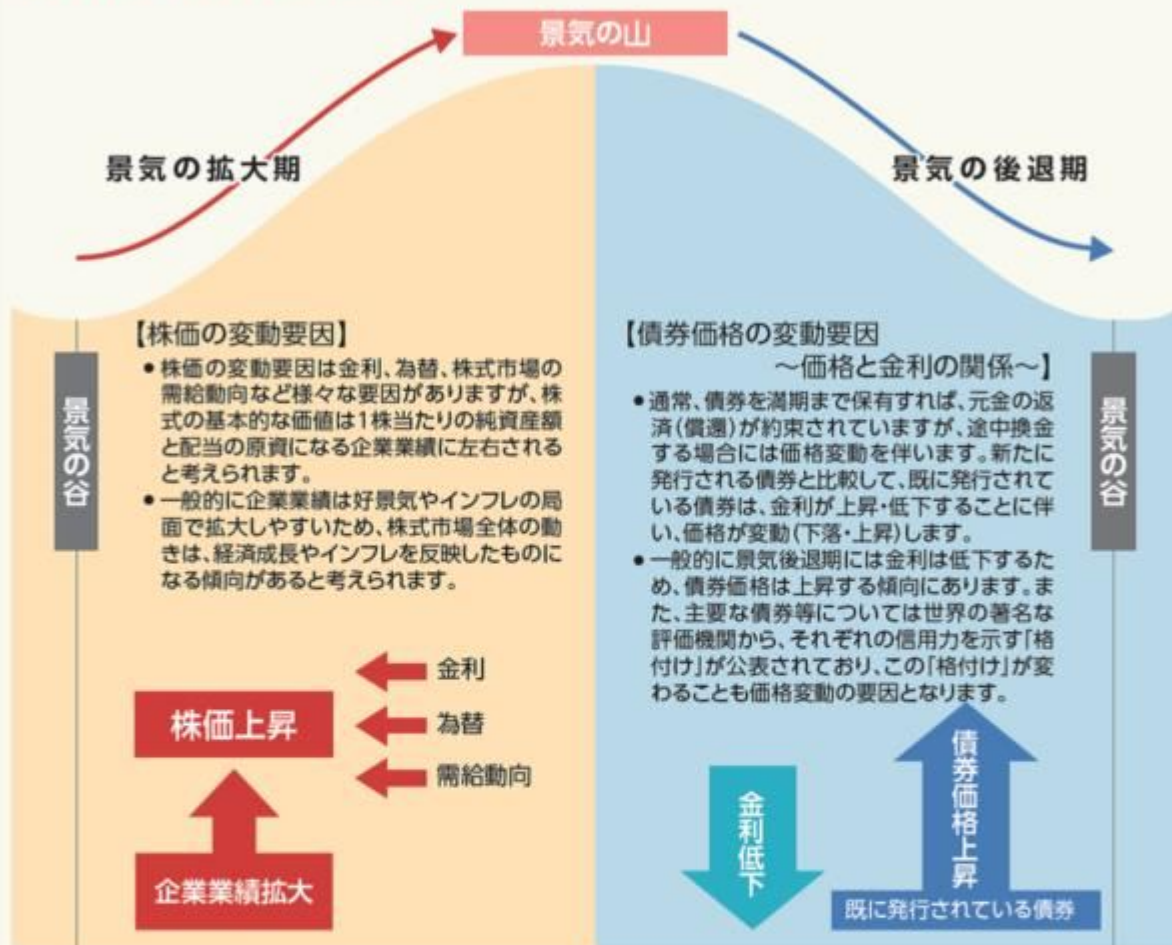 景気の山
景気の拡大期
景気の後退期
景気の谷
【株価の変動要因】
●株価の変動要因は金利、為替、株式市場の
需給動向など様々な要因がありますが、株
式の基本的な価値は1株当たりの純資産額
と配当の原資になる企業業績に左右される
と考えられます。
●一般的に企業業績は好景気やインフレの局
面で拡大しやすいため、株式市場全体の動
きは、経済成長やインフレを反映したものに
なる傾向があると考えられます。
金利
株価上昇
為替
需給動向
企業業績拡大
【債券価格の変動要因
～価格と金利の関係～】
●通常、債券を満期まで保有すれば、元金の返
済(償還)が約束されていますが、途中換金
する場合には価格変動を伴います。新たに
発行される債券と比較して、既に発行されて
いる債券は、金利が上昇・低下することに伴
い、価格が変動(下落・上昇)します。
●一般的に景気後退期には金利は低下するた
め、債券価格は上昇する傾向にあります。ま
た、主要な債券等については世界の著名な
評価機関から、それぞれの信用力を示す「格
付け」が公表されており、この「格付け」が変
わることも価格変動の要因となります。
金利低下
債券価格上昇
既に発行されている債券
景気の谷